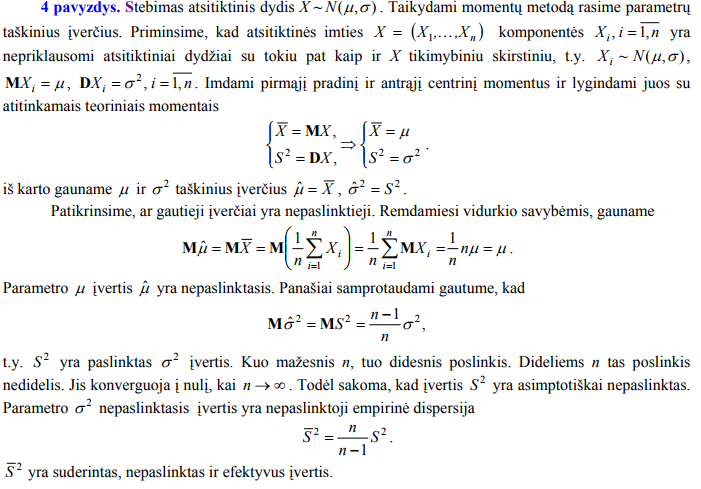 4 pavyzdys. Stebimas atsitiktinis dydis X ~ N(μ,σ). Taikydami momentų metodą rasime parametrų
taškinius įverčius. Priminsime, kad atsitiktinės imties X = (X₁,…,Xₙ) komponentės Xᵢ, i = 1,n̅ yra
nepriklausomi atsitiktiniai dydžiai su tokiu pat kaip ir X tikimybiniu skirstiniu, t.y. Xᵢ ~ N(μ,σ),
MXᵢ = μ, DXᵢ = σ², i = 1,n̅. Imdami pirmąjį pradinį ir antrąjį centrinį momentus ir lygindami juos su
atitinkamais teoriniais momentais
{X̅ = MX, S² = DX, ⇒ {X̅ = μ S² = σ² .
iš karto gauname μ ir σ² taškinius įverčius μ̂ = X̅, σ̂² = S².
Patikrinsime, ar gautieji įverčiai yra nepaslinktieji. Remdamiesi vidurkio savybėmis, gauname
Mμ̂ = MX̅ = M(1/n ∑ᵢ₌₁ⁿ Xᵢ) = 1/n ∑ᵢ₌₁ⁿ MXᵢ = 1/n nμ = μ.
Parametro μ įvertis μ̂ yra nepaslinktasis. Panašiai samprotaudami gautume, kad
Mσ̂² = MS² = n−1/n σ²,
t.y. S² yra paslinktas σ² įvertis. Kuo mažesnis n, tuo didesnis poslinkis. Dideliems n tas poslinkis
nedidelis. Jis konverguoja į nulį, kai n → ∞. Todėl sakoma, kad įvertis S² yra asimptotiškai nepaslinktas.
Parametro σ² nepaslinktasis įvertis yra nepaslinktoji empirinė dispersija
S̅² = n/n−1 S².
S̅² yra suderintas, nepaslinktas ir efektyvus įvertis.